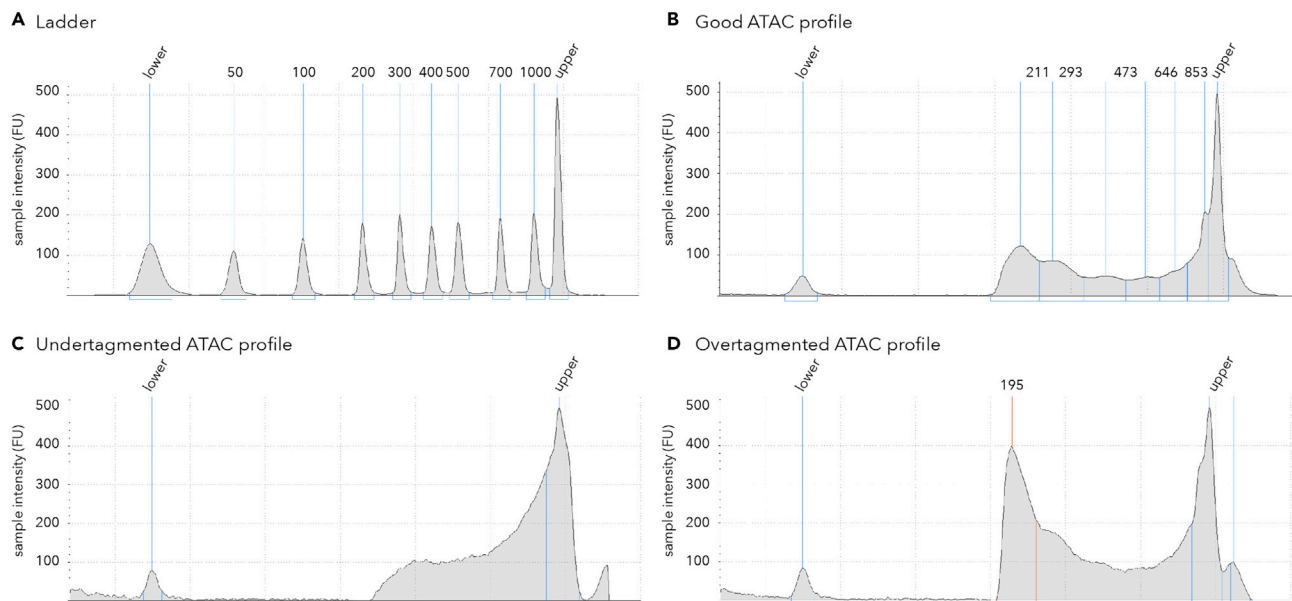 A Ladder
lower 50 100 200 300 400 500 700 1000 upper
sample intensity (FU)
500
400
300
200
100
B Good ATAC profile
lower 211 293 473 646 853 upper
sample intensity (FU)
500
400
300
200
100
C Undertagmented ATAC profile
lower upper
sample intensity (FU)
500
400
300
200
100
D Overtagmented ATAC profile
lower 195 upper
sample intensity (FU)
500
400
300
200
100